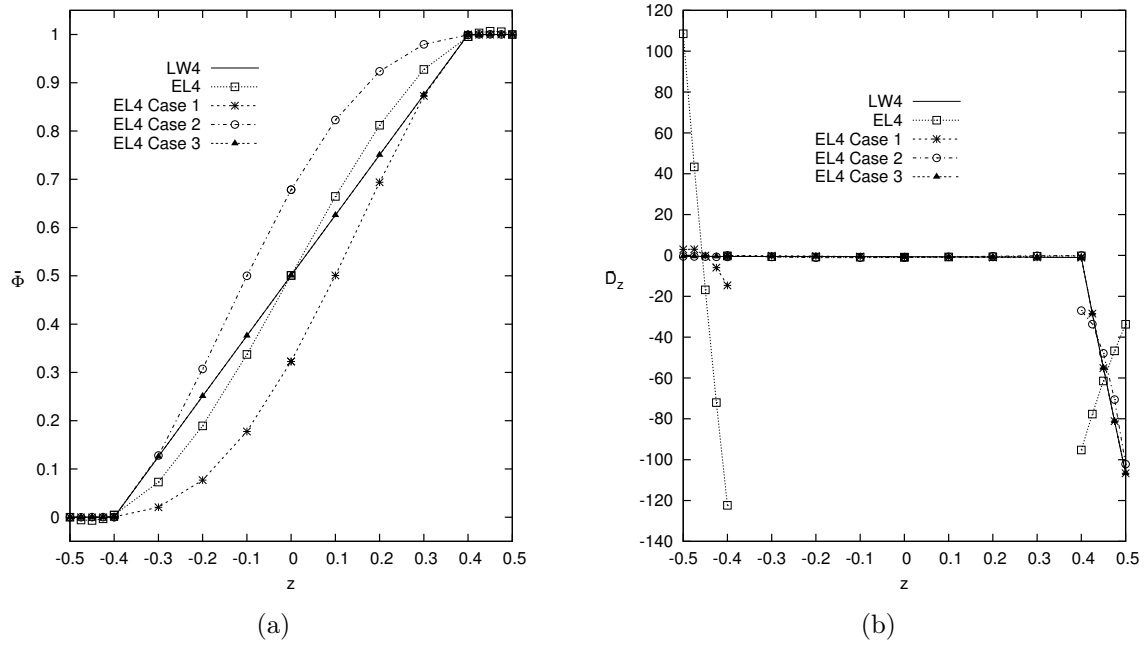 1
0.9
0.8
0.7
0.6
0.5
0.4
0.3
0.2
0.1
0
Φ̄
LW4
EL4
EL4 Case 1
EL4 Case 2
EL4 Case 3
-0.5 -0.4 -0.3 -0.2 -0.1 0 0.1 0.2 0.3 0.4 0.5
z
(a)
120
100
80
60
40
20
0
-20
-40
-60
-80
-100
-120
-140
D̄z
LW4
EL4
EL4 Case 1
EL4 Case 2
EL4 Case 3
-0.5 -0.4 -0.3 -0.2 -0.1 0 0.1 0.2 0.3 0.4 0.5
z
(b)